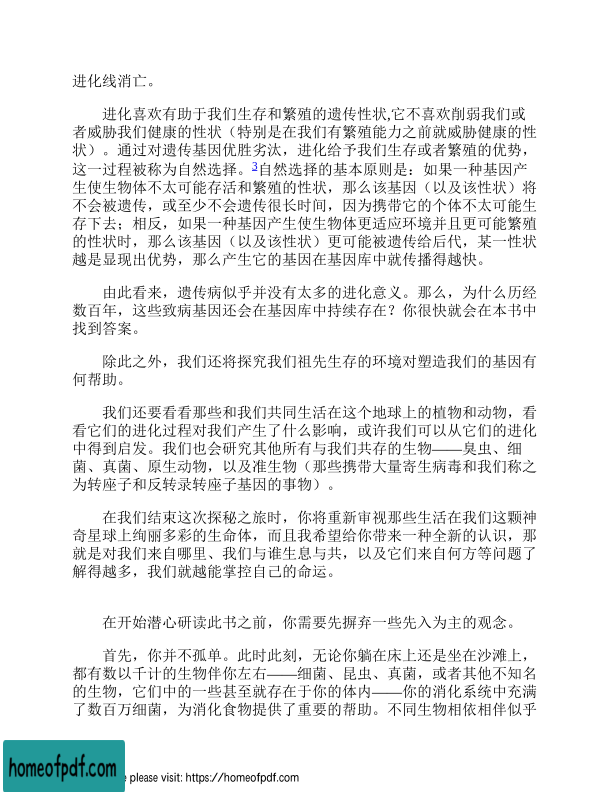 进化线消亡。
进化喜欢有助于我们生存和繁殖的遗传性状,它不喜欢削弱我们或
者威胁我们健康的性状（特别是在我们有繁殖能力之前就威胁健康的性
状）。通过对遗传基因优胜劣汰，进化给予我们生存或者繁殖的优势，
这一过程被称为自然选择。3自然选择的基本原则是：如果一种基因产
生使生物体不太可能存活和繁殖的性状，那么该基因（以及该性状）将
不会被遗传，或至少不会遗传很长时间，因为携带它的个体不太可能生
存下去；相反，如果一种基因产生使生物体更适应环境并且更可能繁殖
的性状时，那么该基因（以及该性状）更可能被遗传给后代，某一性状
越是显现出优势，那么产生它的基因在基因库中就传播得越快。
由此看来，遗传病似乎并没有太多的进化意义。那么，为什么历经
数百年，这些致病基因还会在基因库中持续存在？你很快就会在本书中
找到答案。
除此之外，我们还将探究我们祖先生存的环境对塑造我们的基因有
何帮助。
我们还要看看那些和我们共同生活在这个地球上的植物和动物，看
看它们的进化过程对我们产生了什么影响，或许我们可以从它们的进化
中得到启发。我们也会研究其他所有与我们共存的生物——臭虫、细
菌、真菌、原生动物，以及准生物（那些携带大量寄生病毒和我们称之
为转座子和反转录转座子基因的事物）。
在我们结束这次探秘之旅时，你将重新审视那些生活在我们这颗神
奇星球上绚丽多彩的生命体，而且我希望给你带来一种全新的认识，那
就是对我们来自哪里、我们与谁生息与共，以及它们来自何方等问题了
解得越多，我们就越能掌控自己的命运。
在开始潜心研读此书之前，你需要先摒弃一些先入为主的观念。
首先，你并不孤单。此时此刻，无论你躺在床上还是坐在沙滩上，
都有数以千计的生物伴你左右——细菌、昆虫、真菌，或者其他不知名
的生物，它们中的一些甚至就存在于你的体内——你的消化系统中充满
了数百万细菌，为消化食物提供了重要的帮助。不同生物相依相伴似乎
homeofpdf.com
e please visit: https://homeofpdf.com